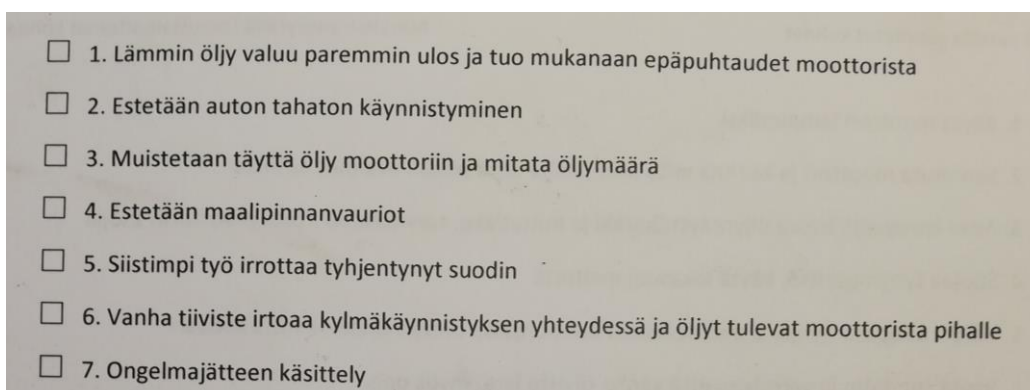 1. Lämmin öljy valuu paremmin ulos ja tuo mukanaan epäpuhtaudet moottorista
2. Estetään auton tahaton käynnistyminen
3. Muistetaan täyttä öljy moottoriin ja mitata öljymäärä
4. Estetään maalipinnanvauriot
5. Siistimpi työ irrottaa tyhjentynyt suodin
6. Vanha tiiviste irtoaa kylmäkäynnistyksen yhteydessä ja öljyt tulevat moottorista pihalle
7. Ongelmajätteen käsittely